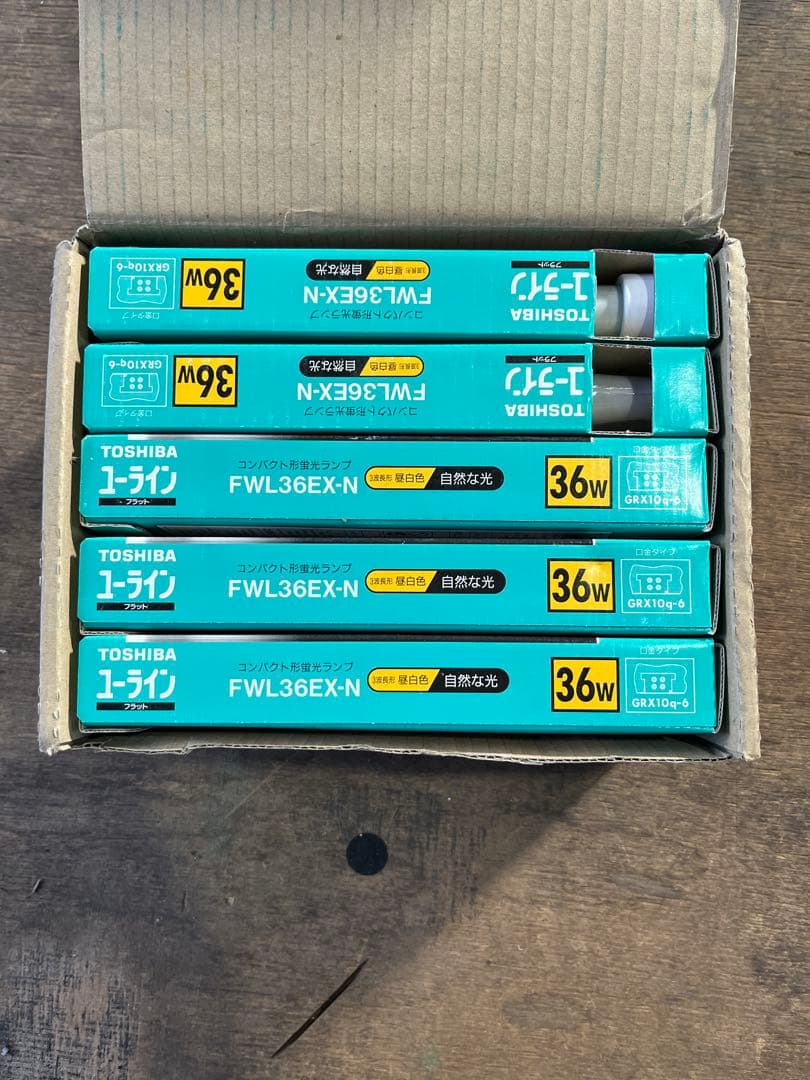 GRX10q-6
口金タイプ
36W
3波長形 昼白色 自然な光
FWL36EX-N
コンパクト形蛍光ランプ
フラット
ユーライン
TOSHIBA
GRX10q-6
口金タイプ
36W
3波長形 昼白色 自然な光
FWL36EX-N
コンパクト形蛍光ランプ
フラット
ユーライン
TOSHIBA
TOSHIBA
ユーライン
フラット
コンパクト形蛍光ランプ
FWL36EX-N
3波長形 昼白色 自然な光
36W
GRX10q-6
TOSHIBA
ユーライン
フラット
コンパクト形蛍光ランプ
FWL36EX-N
3波長形 昼白色 自然な光
36W
口金タイプ
GRX10q-6
TOSHIBA
ユーライン
フラット
コンパクト形蛍光ランプ
FWL36EX-N
3波長形 昼白色 自然な光
36W
口金タイプ
GRX10q-6